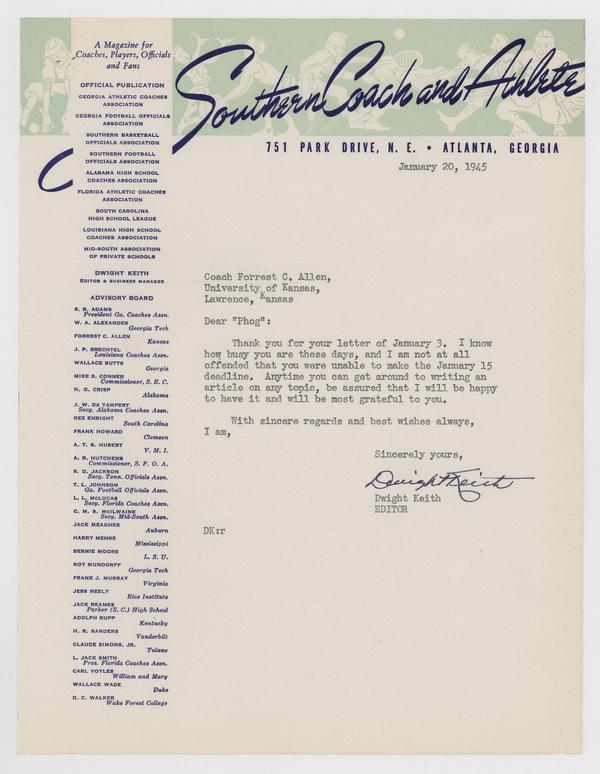 A Magazine for
Coaches, Players, Officials
and Fans
OFFICIAL PUBLICATION
GEORGIA ATHLETIC COACHES
ASSOCIATION
GEORGIA FOOTBALL OFFICIALS
ASSOCIATION
SOUTHERN BASKETBALL
OFFICIALS ASSOCIATION
SOUTHERN FOOTBALL
OFFICIALS ASSOCIATION
ALABAMA HIGH SCHOOL
COACHES ASSOCIATION
FLORIDA ATHLETIC COACHES
ASSOCIATION
SOUTH CAROLINA
HIGH SCHOOL LEAGUE
LOUISIANA HIGH SCHOOL
COACHES ASSOCIATION
MID-SOUTH ASSOCIATION
OF PRIVATE SCHOOLS
DWIGHT KEITH
EDITOR & BUSINESS MANAGER
ADVISORY BOARD
S. R. ADAMS
President Ga. Coaches Assn.
W. A. ALEXANDER
Georgia Tech
FORREST C. ALLEN
Kansas
J. P. BRECHTEL
Louisiana Coaches Assn.
WALLACE BUTTS
Georgia
MIKE S. CONNER
Commissioner, S. E. C.
H. G. CRISP
Alabama
J. W. DE YAMPERT
Secy. Alabama Coaches Assn.
REX ENRIGHT
South Carolina
FRANK HOWARD
Clemson
A. T. S. HUBERT
V. M. I.
A. R. HUTCHENS
Commissioner, S. F. O. A.
S. D. JACKSON
Secy. Tenn. Officials Assn.
T. L. JOHNSON
Ga. Football Officials Assn.
L. L. McLUCAS
Secy. Florida Coaches Assn.
C. M. S. McILWAINE
Secy. Mid-South Assn.
JACK MEAGHER
Auburn
HARRY MEHRE
Mississippi
BERNIE MOORE
L. S. U.
ROY MUNDORFF
Georgia Tech
FRANK J. MURRAY
Virginia
JESS NEELY
Rice Institute
JACK REAMES
Parker (S. C.) High School
ADOLPH RUPP
Kentucky
H. R. SANDERS
Vanderbilt
CLAUDE SIMONS, JR.
Tulane
L. JACK SMITH
Pres. Florida Coaches Assn.
CARL VOYLES
William and Mary
WALLACE WADE
Duke
D. C. WALKER
Wake Forest College
Southern Coach and Athlete
751 PARK DRIVE, N. E. • ATLANTA, GEORGIA
January 20, 1945
Coach Forrest C. Allen,
University of Kansas,
Lawrence, Kansas
Dear "Phog":
Thank you for your letter of January 3. I know
how busy you are these days, and I am not at all
offended that you were unable to make the January 15
deadline. Anytime you can get around to writing an
article on any topic, be assured that I will be happy
to have it and will be most grateful to you.
With sincere regards and best wishes always,
I am,
Sincerely yours,
Dwight Keith
Dwight Keith
EDITOR
DK:r